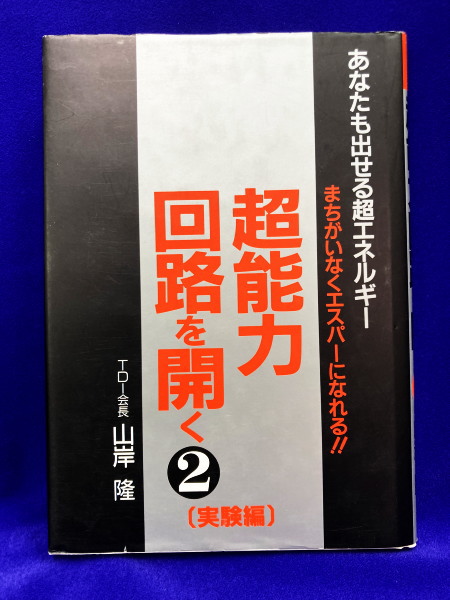 あなたも出せる超エネルギー
まちがいなくエスパーになれる!!
超能力
回路を開く2
〔実験編〕
TDI会長 山岸 隆